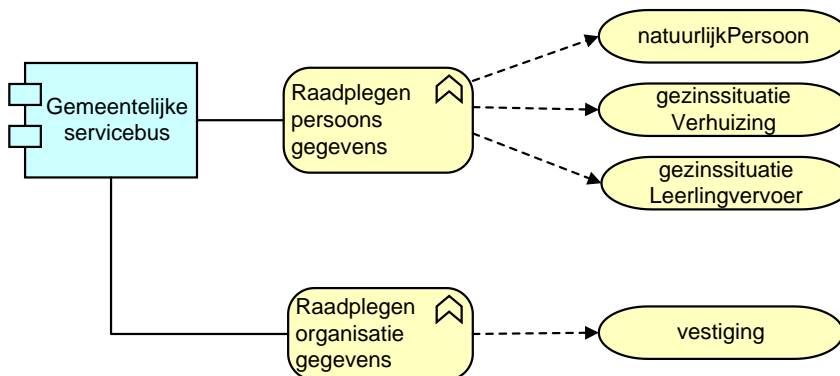 natuurlijkPersoon
Gemeentelijke
servicebus
Raadplegen
persoons
gegevens
gezinssituatie
Verhuizing
gezinssituatie
Leerlingvervoer
Raadplegen
organisatie
gegevens
vestiging